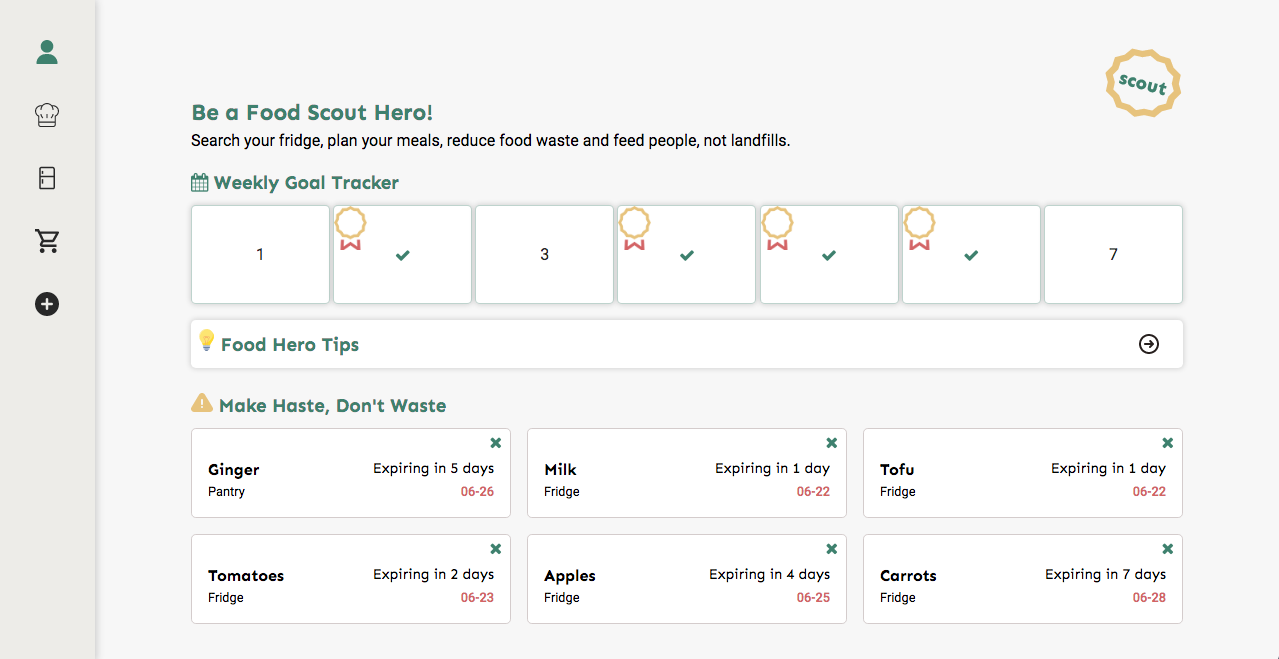 scout
Be a Food Scout Hero!
Search your fridge, plan your meals, reduce food waste and feed people, not landfills.
Weekly Goal Tracker
1 3 7
Food Hero Tips
Make Haste, Don't Waste
Ginger Expiring in 5 days
Pantry 06-26
Milk Expiring in 1 day
Fridge 06-22
Tofu Expiring in 1 day
Fridge 06-22
Tomatoes Expiring in 2 days
Fridge 06-23
Apples Expiring in 4 days
Fridge 06-25
Carrots Expiring in 7 days
Fridge 06-28